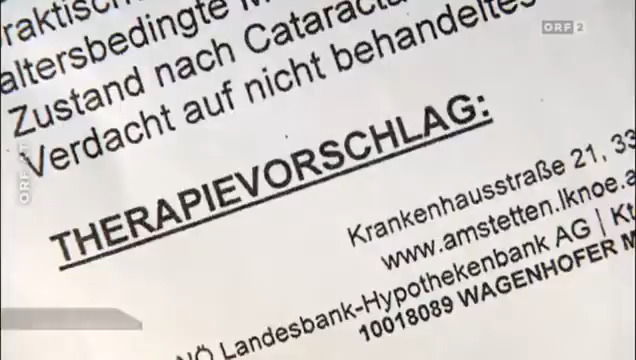 ORF 2
praktisch
altersbedingte
Zustand nach Cataracta
Verdacht auf nicht behandeltes
THERAPIEVORSCHLAG:
Krankenhausstraße 21, 33
www.amstetten.lknoe.a
NÖ Landesbank-Hypothekenbank AG | Kt
10018089 WAGENHOFER M